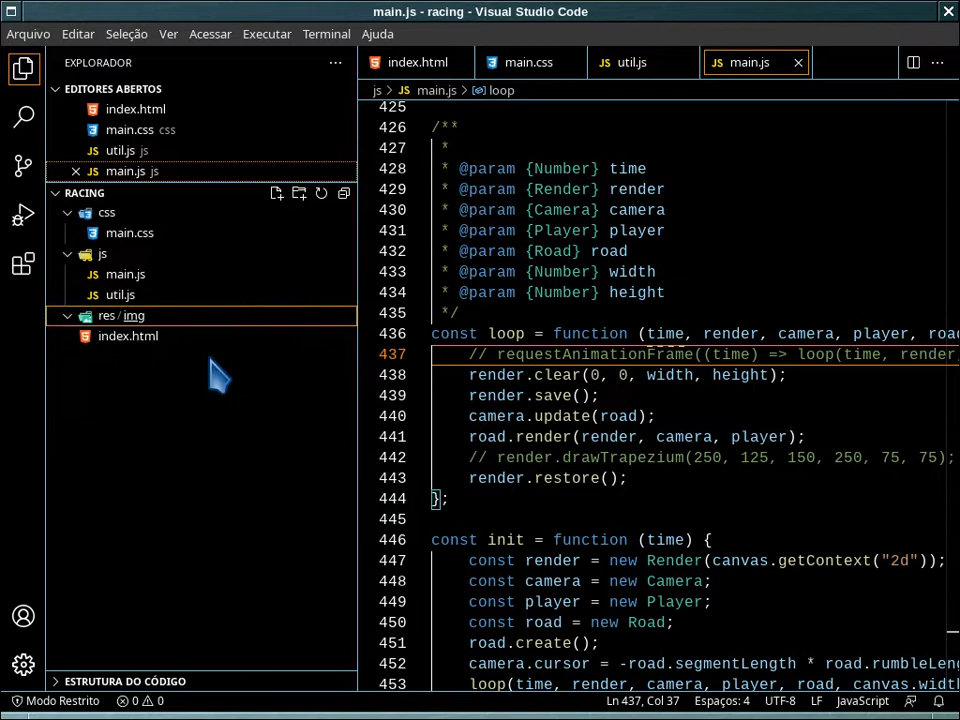 main.js - racing - Visual Studio Code
Arquivo Editar Seleção Ver Acessar Executar Terminal Ajuda
EXPLORADOR
EDITORES ABERTOS
index.html
main.css css
util.js js
main.js js
RACING
css
main.css
js
main.js
util.js
res / img
index.html
ESTRUTURA DO CÓDIGO
index.html main.css util.js main.js
js > main.js > loop
425
426 /**
427 *
428 * @param {Number} time
429 * @param {Render} render
430 * @param {Camera} camera
431 * @param {Player} player
432 * @param {Road} road
433 * @param {Number} width
434 * @param {Number} height
435 */
436 const loop = function (time, render, camera, player, roa
437 // requestAnimationFrame((time) => loop(time, render,
438 render.clear(0, 0, width, height);
439 render.save();
440 camera.update(road);
441 road.render(render, camera, player);
442 // render.drawTrapezium(250, 125, 150, 250, 75, 75);
443 render.restore();
444 };
445
446 const init = function (time) {
447 const render = new Render(canvas.getContext("2d"));
448 const camera = new Camera;
449 const player = new Player;
450 const road = new Road;
451 road.create();
452 camera.cursor = -road.segmentLength * road.rumbleLeng
453 loop(time, render, camera, player, road, canvas.width
Modo Restrito 0 0 Ln 437, Col 37 Espaços: 4 UTF-8 LF JavaScript